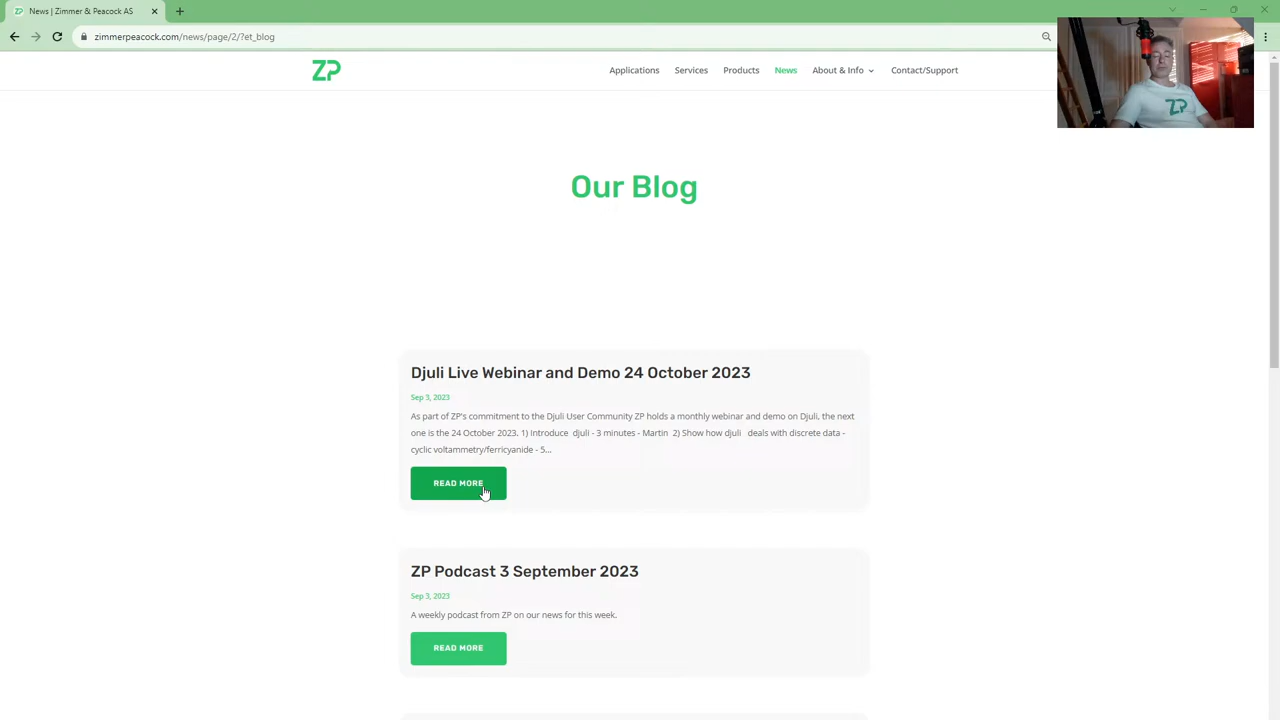 News | Zimmer & Peacock AS
zimmerpeacock.com/news/page/2/?et_blog
ZP
Applications
Services
Products
News
About & Info
Contact/Support
ZP
Our Blog
Djuli Live Webinar and Demo 24 October 2023
Sep 3, 2023
As part of ZP's commitment to the Djuli User Community ZP holds a monthly webinar and demo on Djuli, the next
one is the 24 October 2023. 1) Introduce djuli - 3 minutes - Martin 2) Show how djuli deals with discrete data -
cyclic voltammetry/ferricyanide - 5...
READ MORE
ZP Podcast 3 September 2023
Sep 3, 2023
A weekly podcast from ZP on our news for this week.
READ MORE